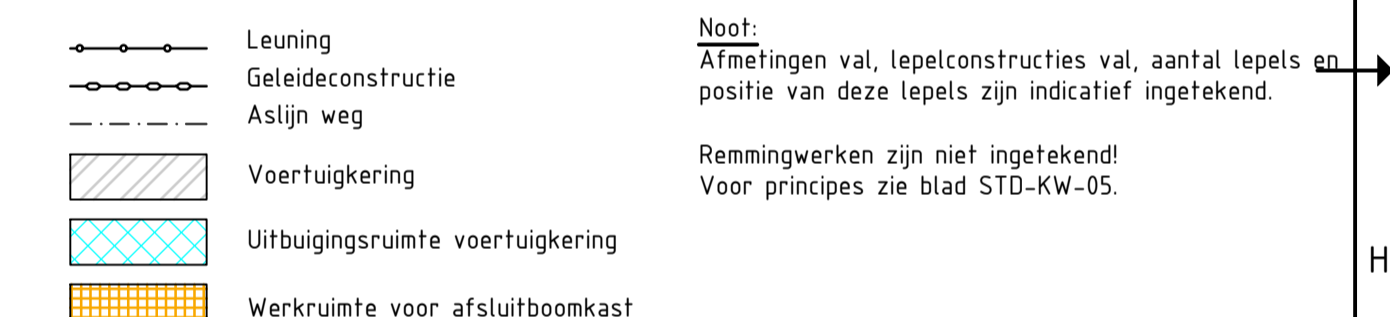 Leuning
Geleideconstructie
Aslijn weg
Voertuigkering
Uitbuigingsruimte voertuigkering
Werkruimte voor afsluitboomkast
Noot:
Afmetingen val, lepelconstructies val, aantal lepels en
positie van deze lepels zijn indicatief ingetekend.
Remmingwerken zijn niet ingetekend!
Voor principes zie blad STD-KW-05.
H